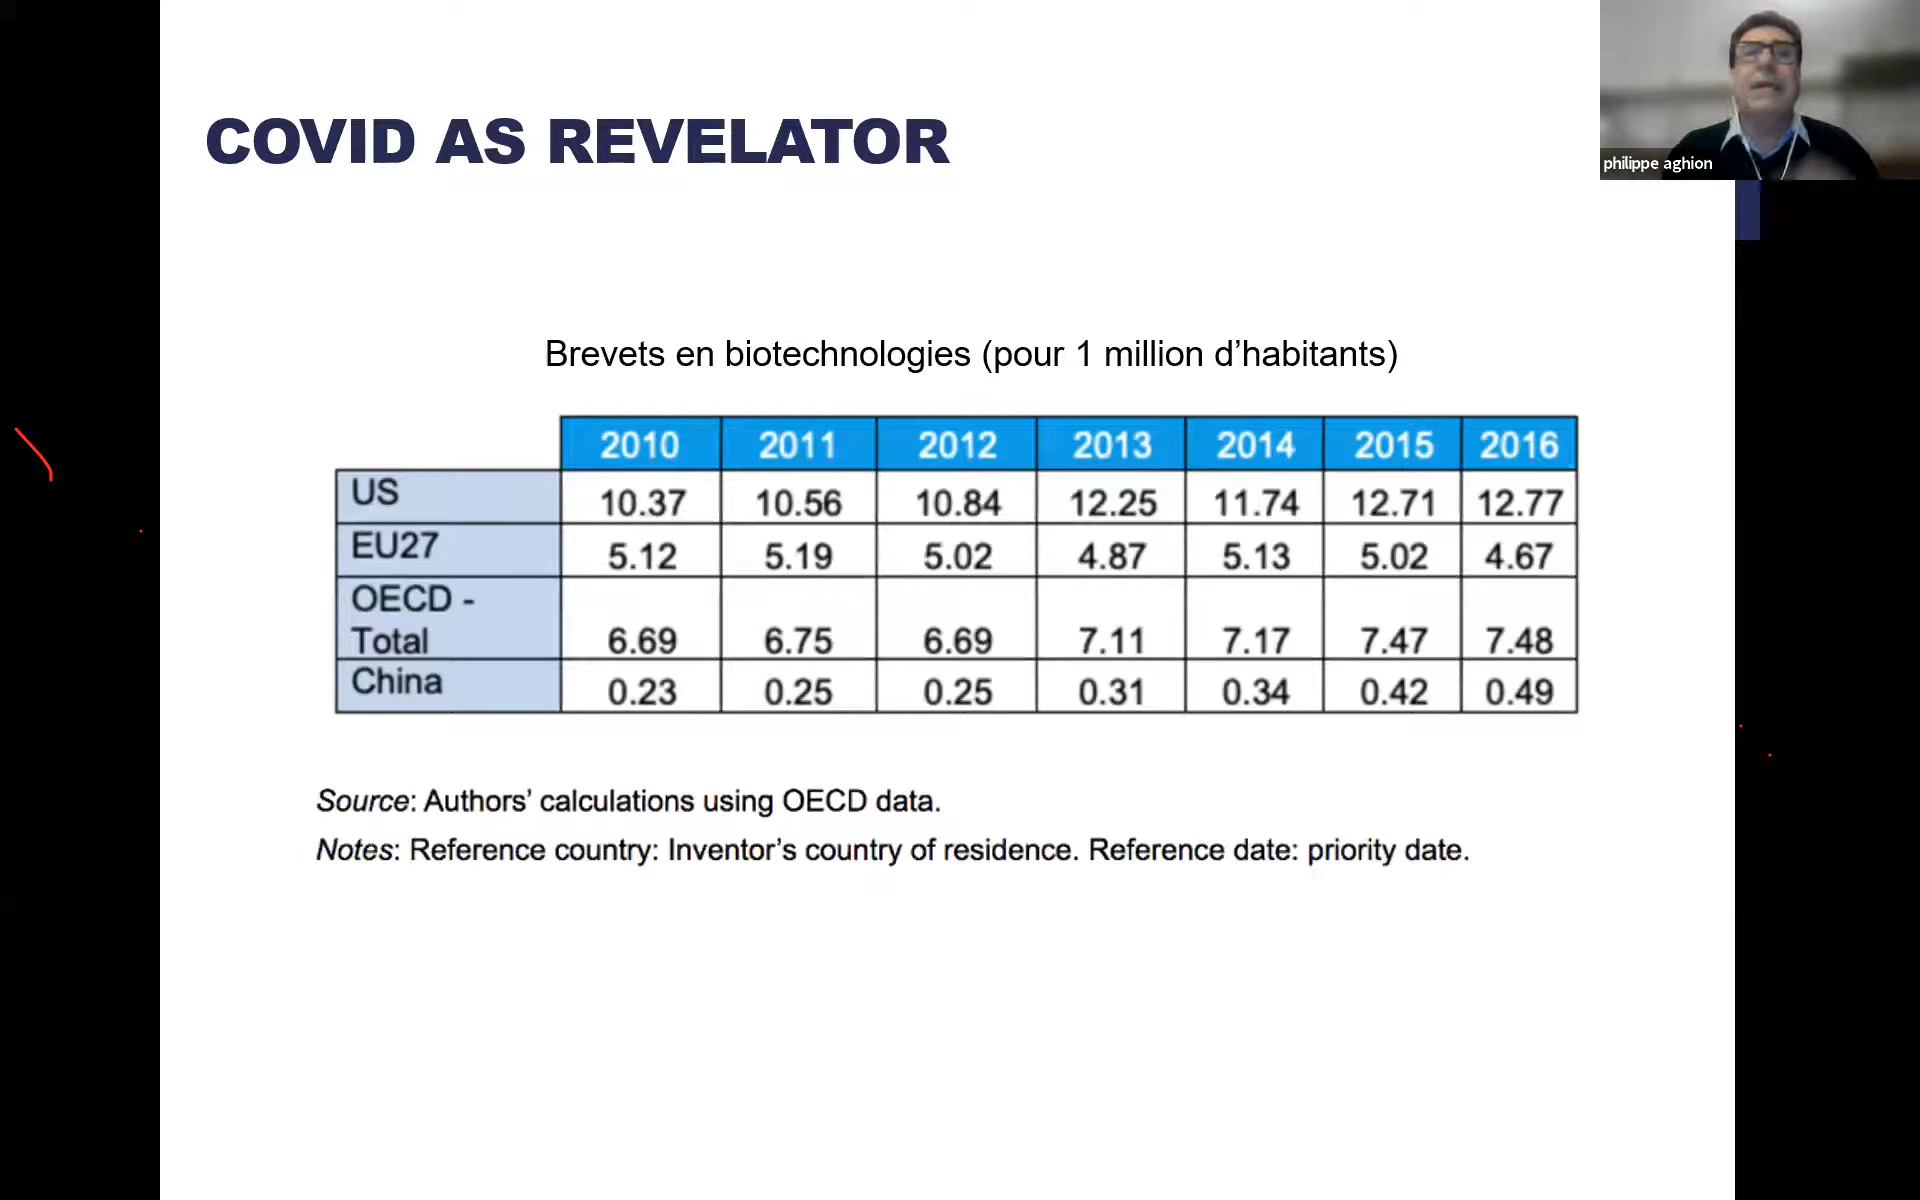 COVID AS REVELATOR
philippe aghion
Brevets en biotechnologies (pour 1 million d’habitants)
2010 2011 2012 2013 2014 2015 2016
US 10.37 10.56 10.84 12.25 11.74 12.71 12.77
EU27 5.12 5.19 5.02 4.87 5.13 5.02 4.67
OECD -
Total 6.69 6.75 6.69 7.11 7.17 7.47 7.48
China 0.23 0.25 0.25 0.31 0.34 0.42 0.49
Source: Authors’ calculations using OECD data.
Notes: Reference country: Inventor’s country of residence. Reference date: priority date.